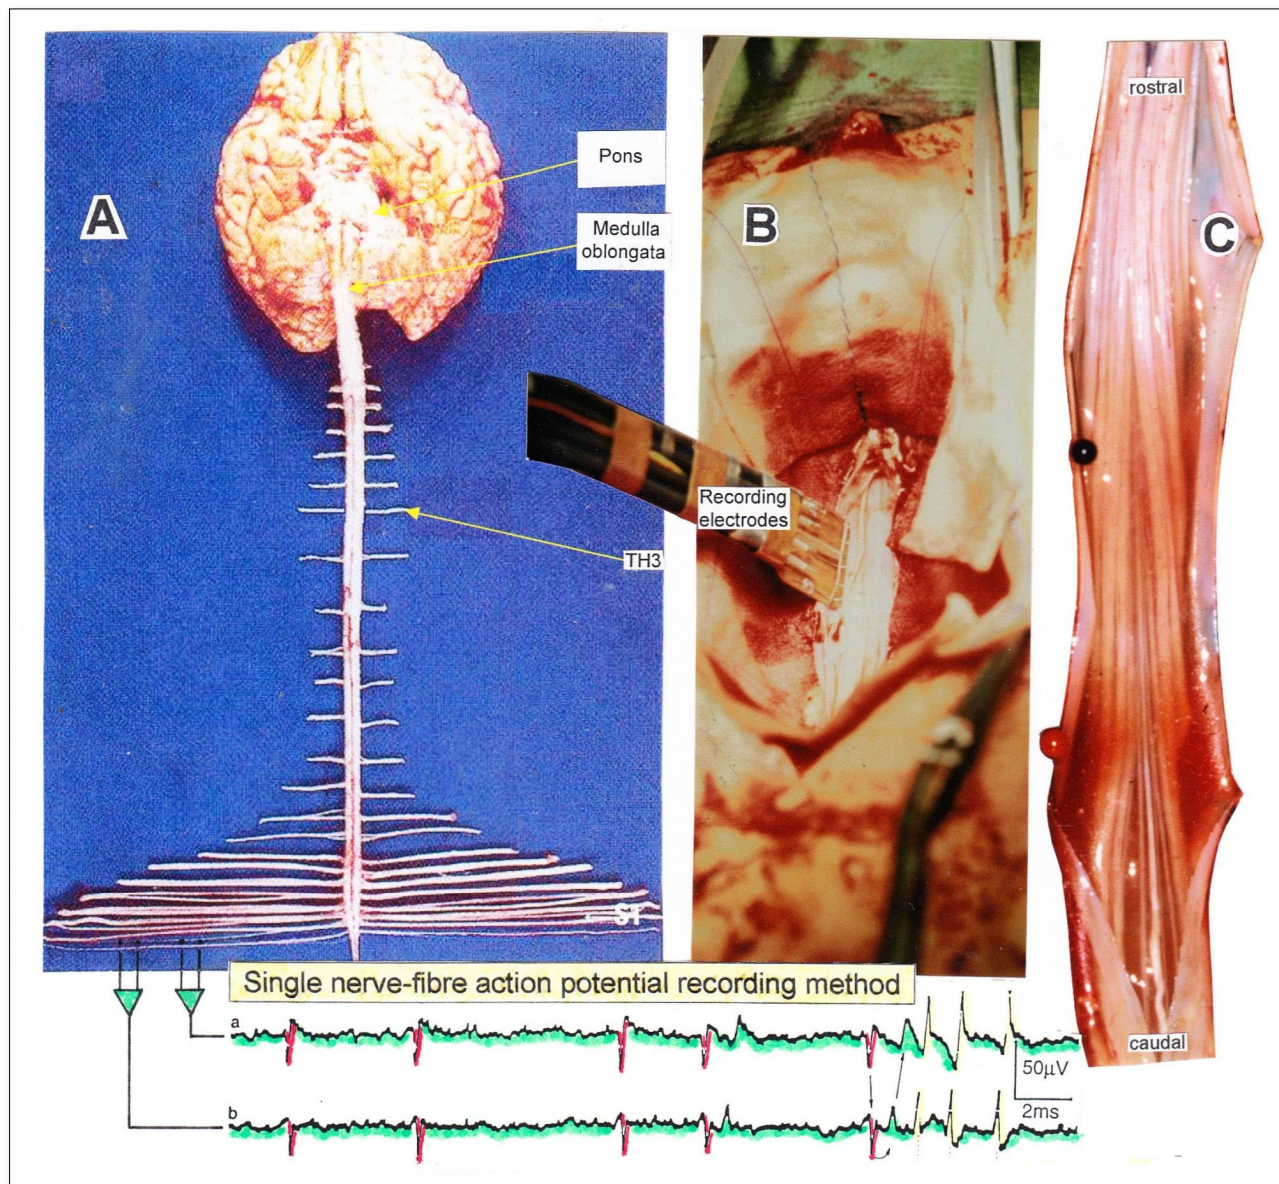 A
Pons
Medulla
oblongata
TH3
S1
B
Recording
electrodes
rostral
C
caudal
Single nerve-fibre action potential recording method
a
50µV
2ms
b